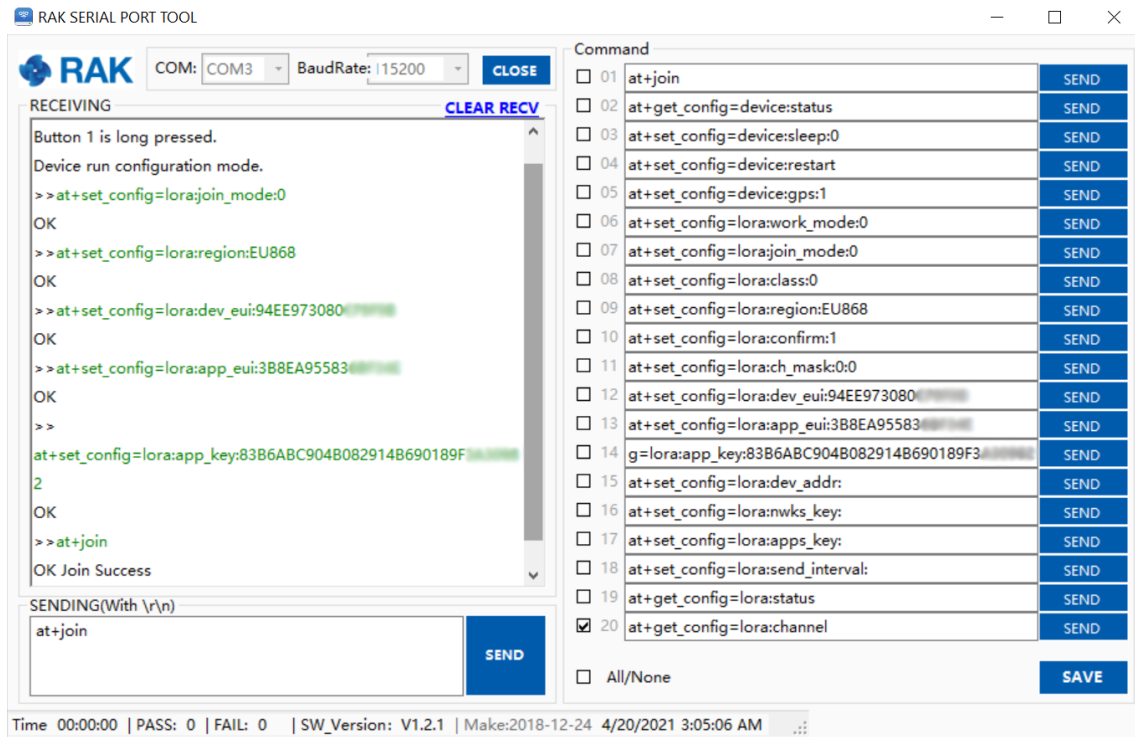 RAK SERIAL PORT TOOL
RAK COM: COM3 BaudRate: 115200 CLOSE
RECEIVING CLEAR RECV
Button 1 is long pressed.
Device run configuration mode.
>>at+set_config=lora:join_mode:0
OK
>>at+set_config=lora:region:EU868
OK
>>at+set_config=lora:dev_eui:94EE973080
OK
>>at+set_config=lora:app_eui:3B8EA95583
OK
>>
at+set_config=lora:app_key:83B6ABC904B082914B690189F
2
OK
>>at+join
OK Join Success
SENDING(With \r\n)
at+join
SEND
Command
01 at+join SEND
02 at+get_config=device:status SEND
03 at+set_config=device:sleep:0 SEND
04 at+set_config=device:restart SEND
05 at+set_config=device:gps:1 SEND
06 at+set_config=lora:work_mode:0 SEND
07 at+set_config=lora:join_mode:0 SEND
08 at+set_config=lora:class:0 SEND
09 at+set_config=lora:region:EU868 SEND
10 at+set_config=lora:confirm:1 SEND
11 at+set_config=lora:ch_mask:0:0 SEND
12 at+set_config=lora:dev_eui:94EE973080 SEND
13 at+set_config=lora:app_eui:3B8EA95583 SEND
14 g=lora:app_key:83B6ABC904B082914B690189F3 SEND
15 at+set_config=lora:dev_addr: SEND
16 at+set_config=lora:nwks_key: SEND
17 at+set_config=lora:apps_key: SEND
18 at+set_config=lora:send_interval: SEND
19 at+get_config=lora:status SEND
20 at+get_config=lora:channel SEND
All/None SAVE
Time 00:00:00 | PASS: 0 | FAIL: 0 | SW_Version: V1.2.1 | Make:2018-12-24 4/20/2021 3:05:06 AM